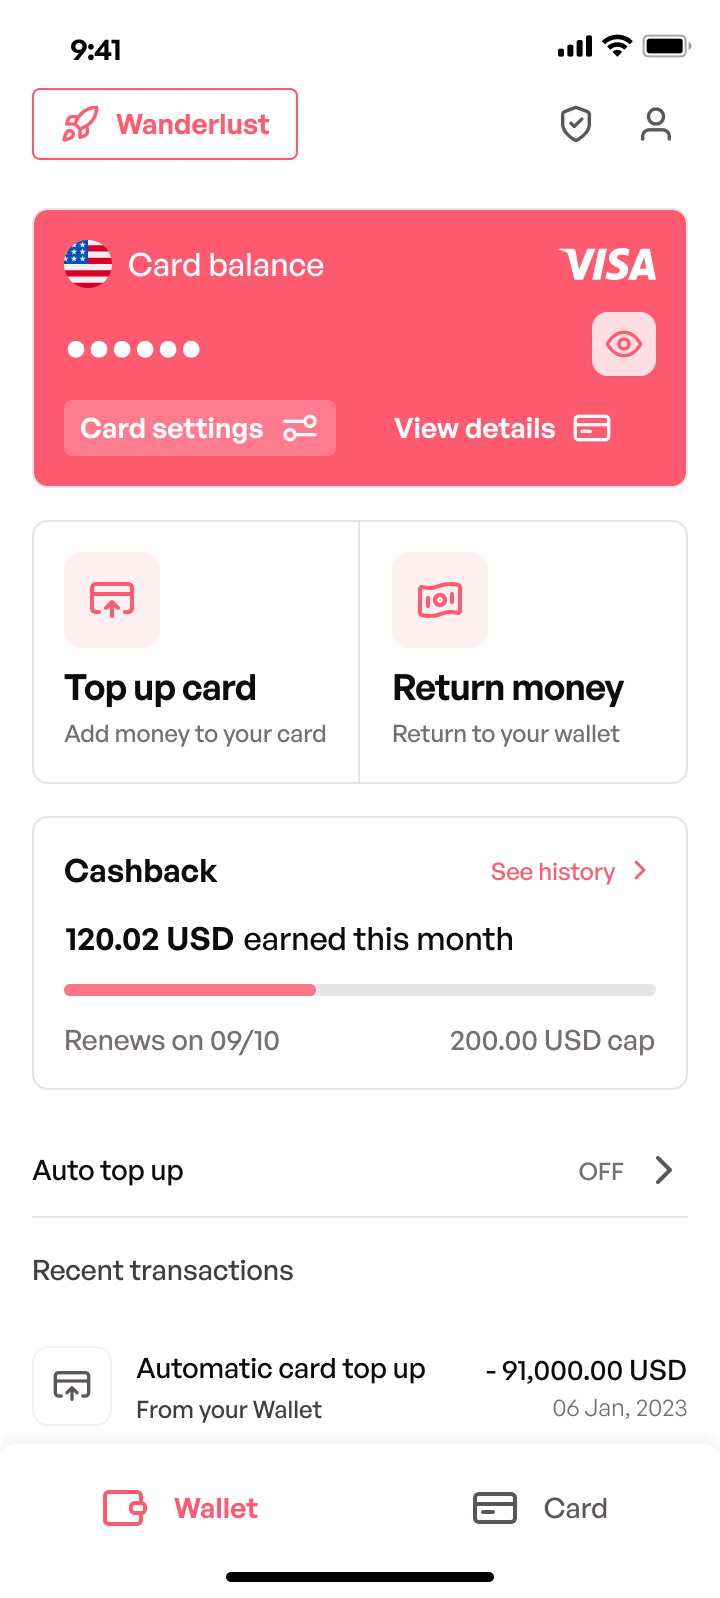 9:41
Wanderlust
Card balance
VISA
••••••
Card settings
View details
Top up card
Return money
Add money to your card
Return to your wallet
Cashback
See history
120.02 USD earned this month
Renews on 09/10
200.00 USD cap
Auto top up
OFF
Recent transactions
Automatic card top up
- 91,000.00 USD
From your Wallet
06 Jan, 2023
Wallet
Card